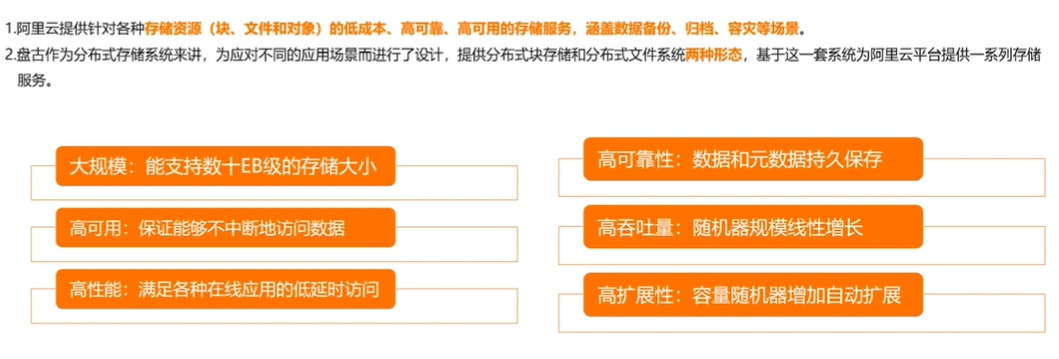 1.阿里云提供针对各种存储资源（块、文件和对象）的低成本、高可靠、高可用的存储服务，涵盖数据备份、归档、容灾等场景。
2.盘古作为分布式存储系统来讲，为应对不同的应用场景而进行了设计，提供分布式块存储和分布式文件系统两种形态，基于这一套系统为阿里云平台提供一系列存储
服务。
大规模：能支持数十EB级的存储大小
高可用：保证能够不中断地访问数据
高性能：满足各种在线应用的低延时访问
高可靠性：数据和元数据持久保存
高吞吐量：随机器规模线性增长
高扩展性：容量随机器增加自动扩展